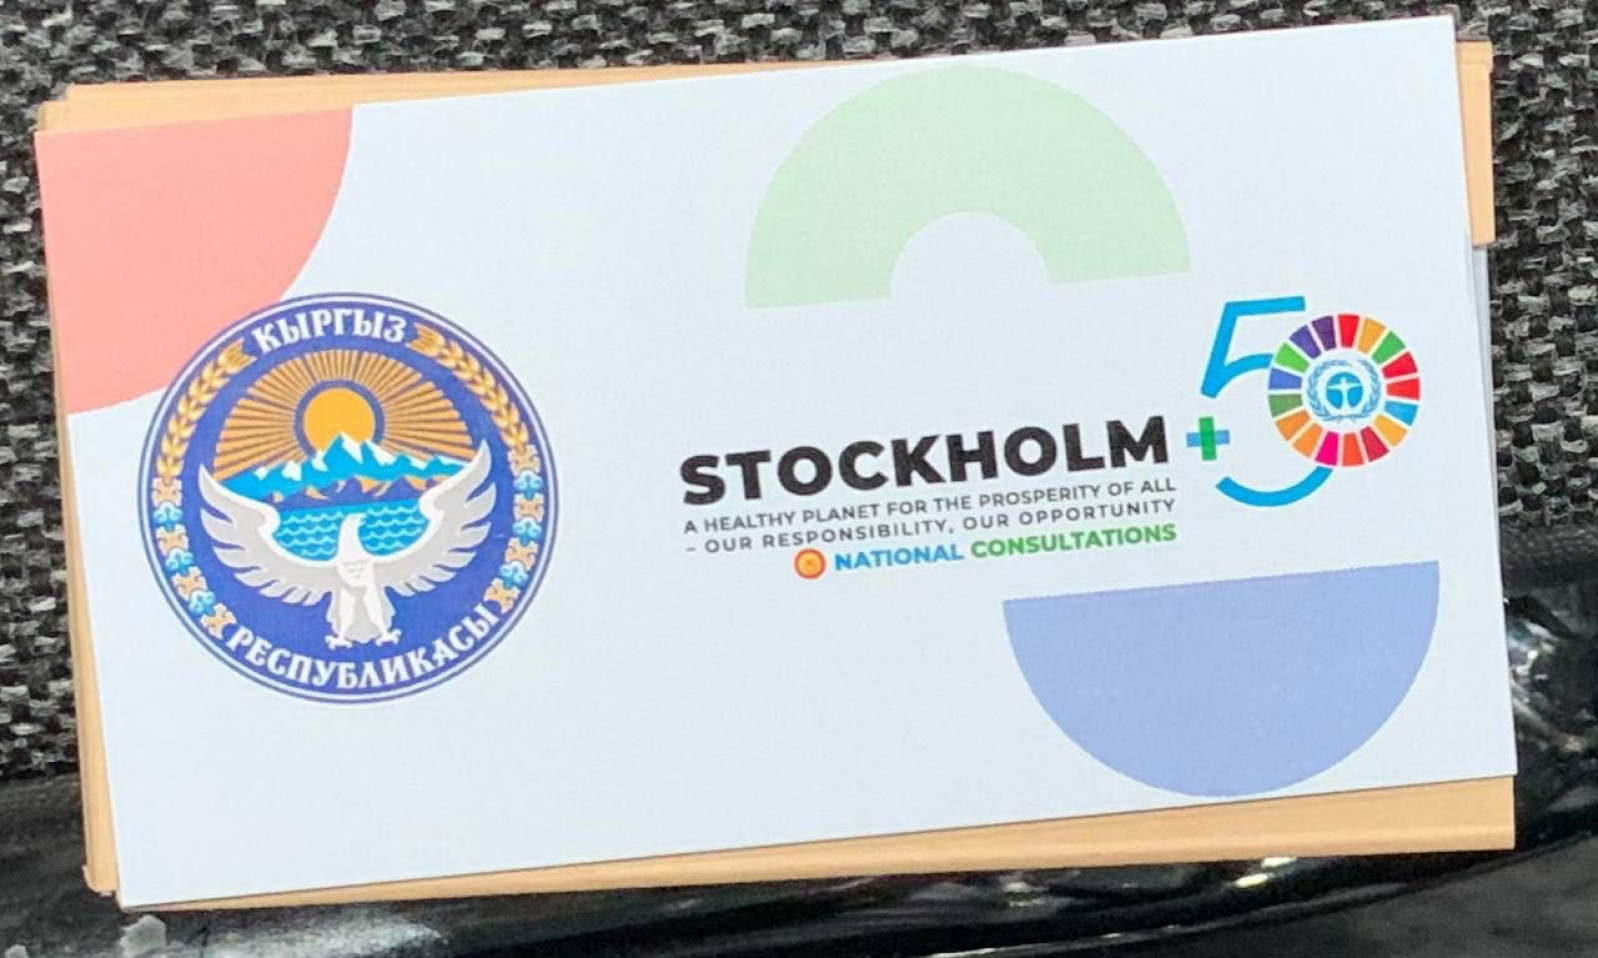 КЫРГЫЗ
РЕСПУБЛИКАСЫ
STOCKHOLM +50
A HEALTHY PLANET FOR THE PROSPERITY OF ALL
– OUR RESPONSIBILITY, OUR OPPORTUNITY
NATIONAL CONSULTATIONS